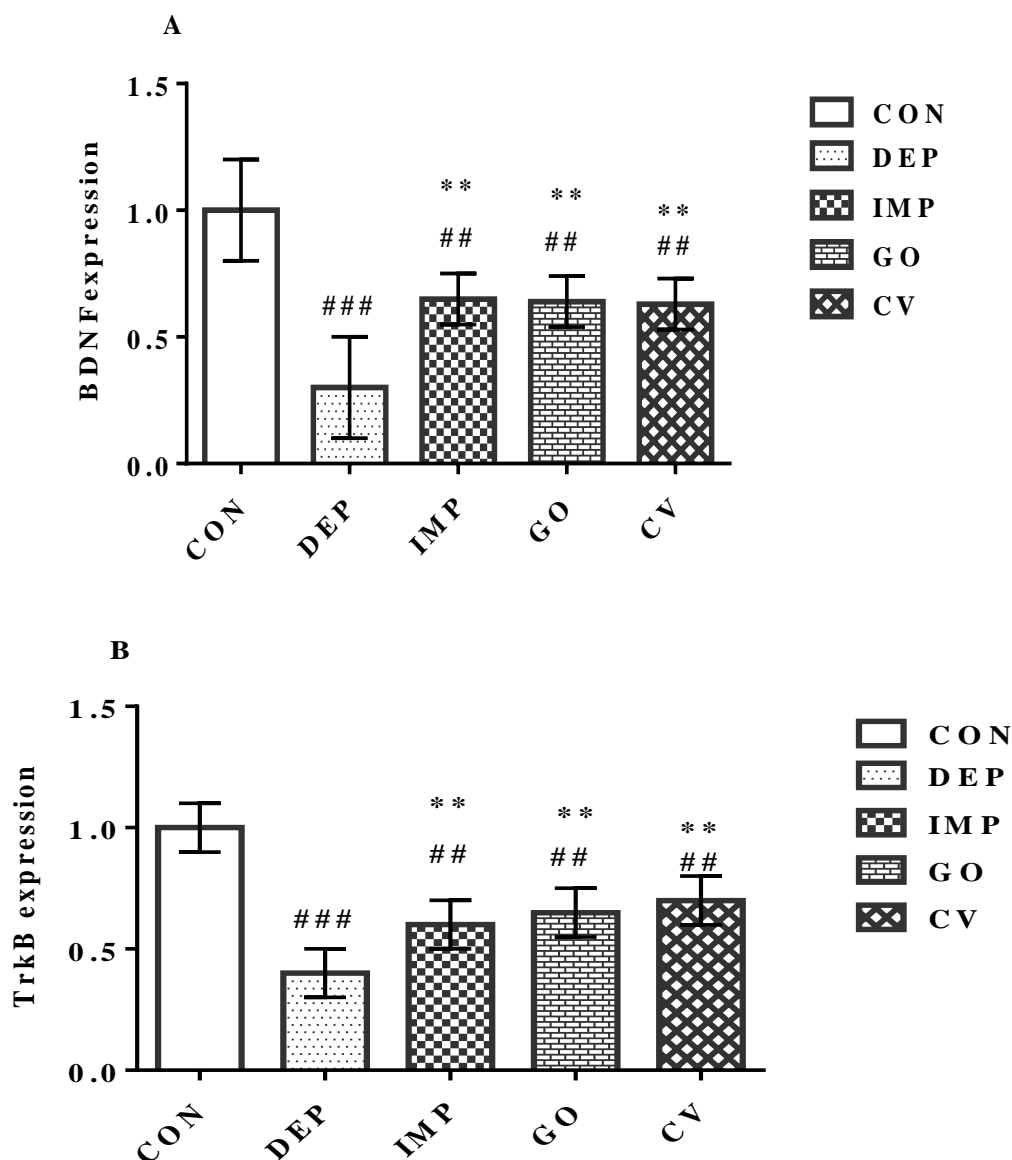 A
BDNFexpression
1.5
1.0
0.5
0.0
###
**
##
**
##
**
##
CON
DEP
IMP
GO
CV
CON
DEP
IMP
GO
CV
B
TrkB expression
1.5
1.0
0.5
0.0
###
**
##
**
##
**
##
CON
DEP
IMP
GO
CV
CON
DEP
IMP
GO
CV